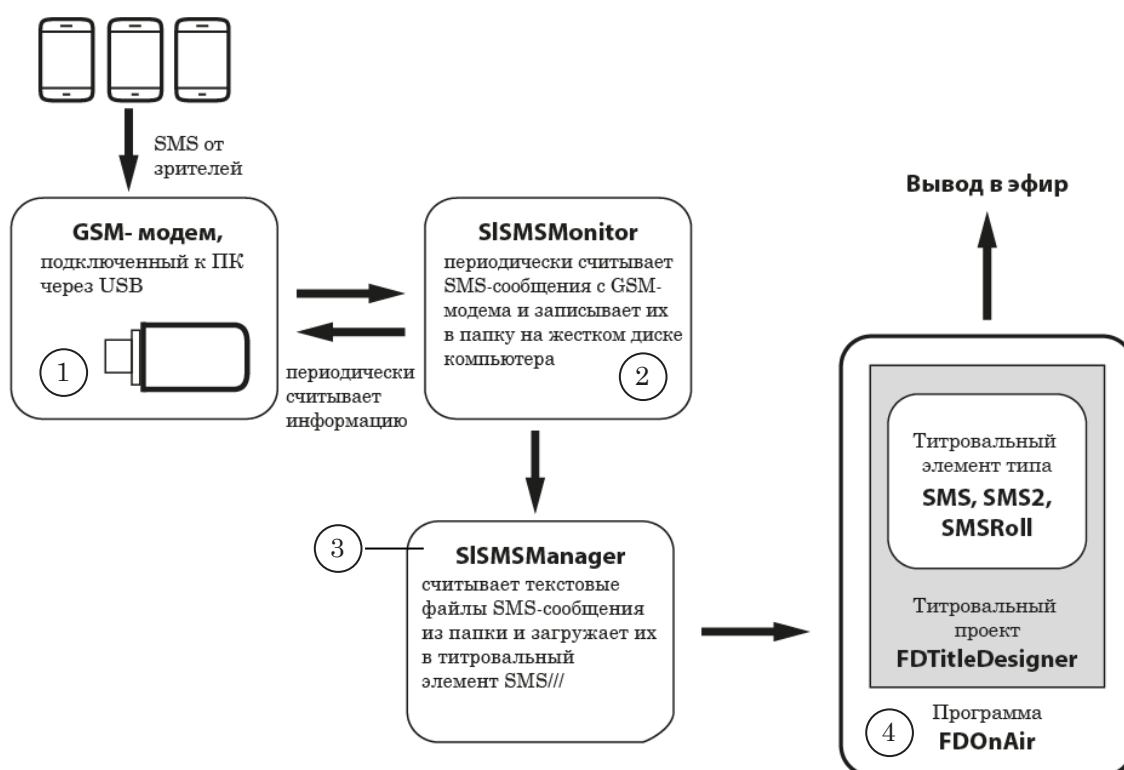 SMS от
зрителей
GSM- модем,
подключенный к ПК
через USB
1
SlSMSMonitor
периодически считывает
SMS-сообщения с GSM-
модема и записывает их
в папку на жестком диске
компьютера
2
периодически
считывает
информацию
3
SlSMSManager
считывает текстовые
файлы SMS-сообщения
из папки и загружает их
в титровальный
элемент SMS///
Вывод в эфир
Титровальный
элемент типа
SMS, SMS2,
SMSRoll
Титровальный
проект
FDTitleDesigner
4
Программа
FDOnAir